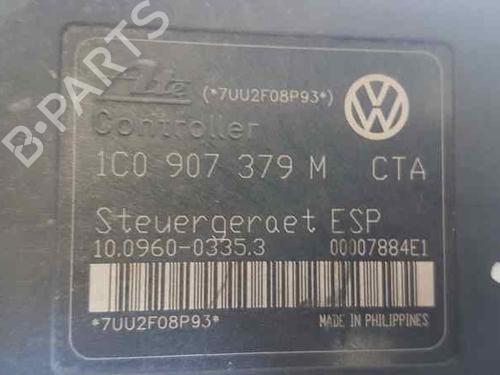 B-PARTS
Ate (*7UU2F08P93*)
Controller
1C0 907 379 M CTA
Steuergeraet ESP
10.0960-0335.3 00007884E1
*7UU2F08P93* MADE IN PHILIPPINES